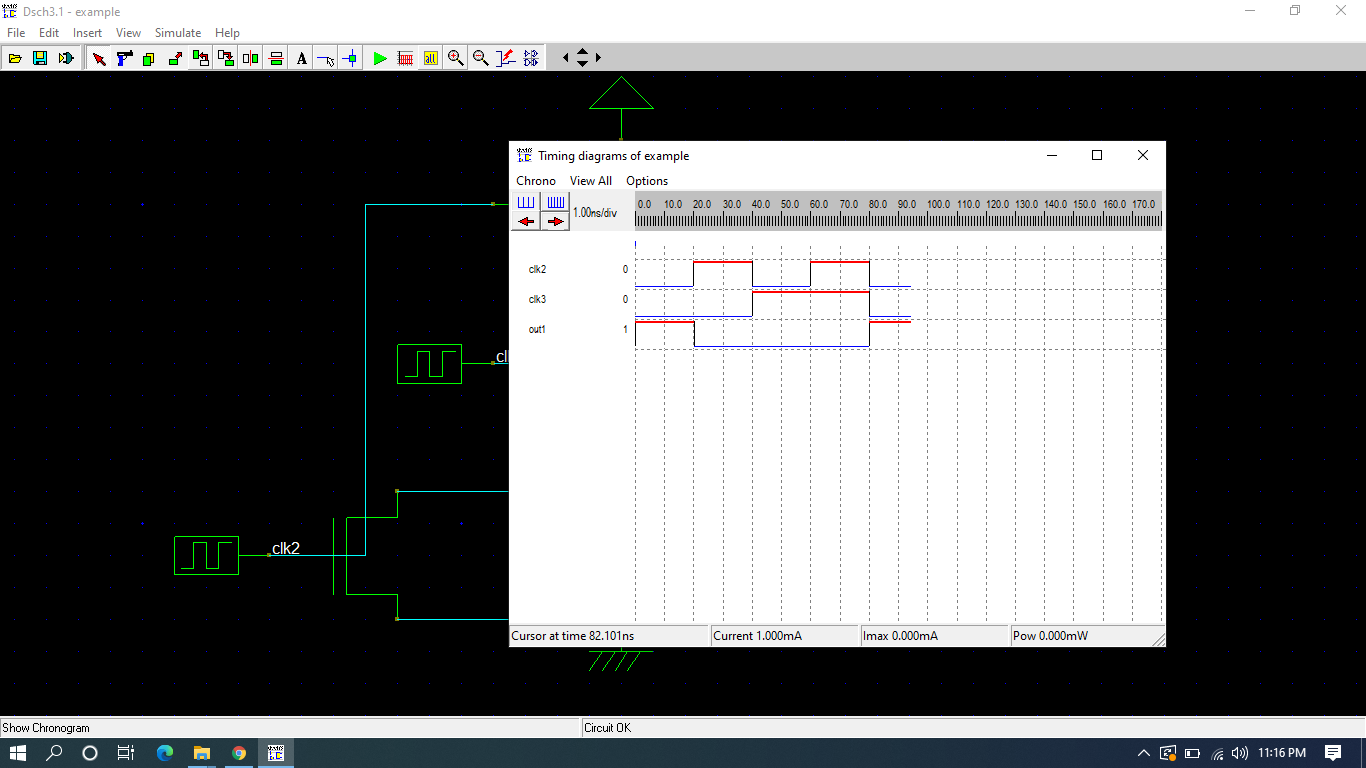 Dsch3.1 - example
File Edit Insert View Simulate Help
A
all
Timing diagrams of example
Chrono View All Options
1.00ns/div
0.0 10.0 20.0 30.0 40.0 50.0 60.0 70.0 80.0 90.0 100.0 110.0 120.0 130.0 140.0 150.0 160.0 170.0
clk2 0
clk3 0
out1 1
cl
clk2
Cursor at time 82.101ns Current 1.000mA Imax 0.000mA Pow 0.000mW
Show Chronogram Circuit OK
11:16 PM